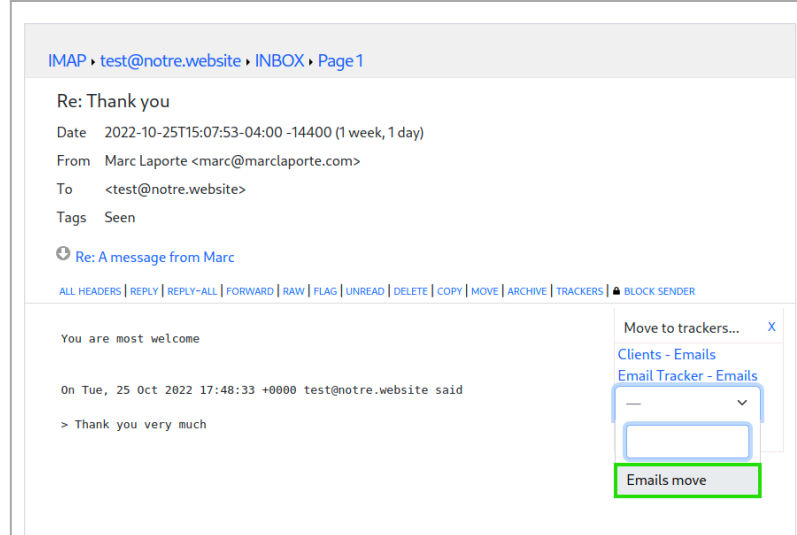 IMAP › test@notre.website › INBOX › Page 1
Re: Thank you
Date 2022-10-25T15:07:53-04:00 -14400 (1 week, 1 day)
From Marc Laporte <marc@marclaporte.com>
To <test@notre.website>
Tags Seen
Re: A message from Marc
ALL HEADERS | REPLY | REPLY-ALL | FORWARD | RAW | FLAG | UNREAD | DELETE | COPY | MOVE | ARCHIVE | TRACKERS | BLOCK SENDER
Move to trackers... X
You are most welcome
Clients - Emails
Email Tracker - Emails
On Tue, 25 Oct 2022 17:48:33 +0000 test@notre.website said
—
> Thank you very much
Emails move